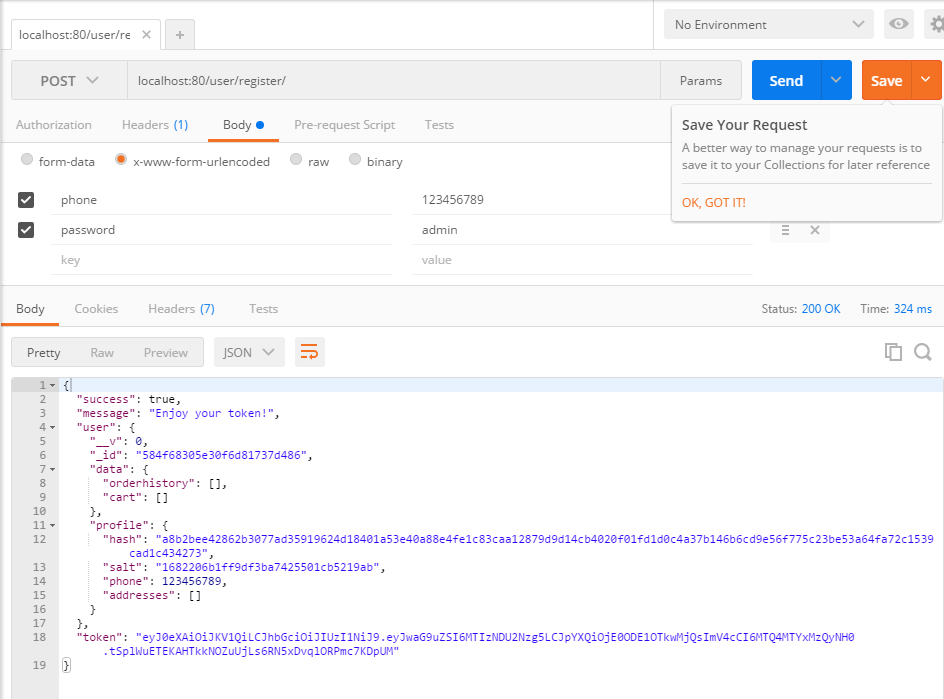 localhost:80/user/re
No Environment
POST
localhost:80/user/register/
Params
Send
Save
Authorization
Headers (1)
Body
Pre-request Script
Tests
Save Your Request
A better way to manage your requests is to
save it to your Collections for later reference
OK, GOT IT!
form-data
x-www-form-urlencoded
raw
binary
phone
123456789
password
admin
key
value
Body
Cookies
Headers (7)
Tests
Status: 200 OK
Time: 324 ms
Pretty
Raw
Preview
JSON
1 {
2 "success": true,
3 "message": "Enjoy your token!",
4 "user": {
5 "__v": 0,
6 "_id": "584f68305e30f6d81737d486",
7 "data": {
8 "orderhistory": [],
9 "cart": []
10 },
11 "profile": {
12 "hash": "a8b2bee42862b3077ad35919624d18401a53e40a88e4fe1c83caa12879d9d14cb4020f01fd1d0c4a37b146b6cd9e56f775c23be53a64fa72c1539
cad1c434273",
13 "salt": "1682206b1ff9df3ba7425501cb5219ab",
14 "phone": 123456789,
15 "addresses": []
16 }
17 },
18 "token": "eyJ0eXAiOiJKV1QiLCJhbGciOiJIUzI1NiJ9.eyJwaG9uZSI6MTIzNDU2Nzg5LCJpYXQiOjE0ODE1OTkwMjQsImV4cCI6MTQ4MTYxMzQyNH0
.tSplWuETEKAHTkkNOZuUjLs6RN5xDvqlORPmc7KDpUM"
19 }